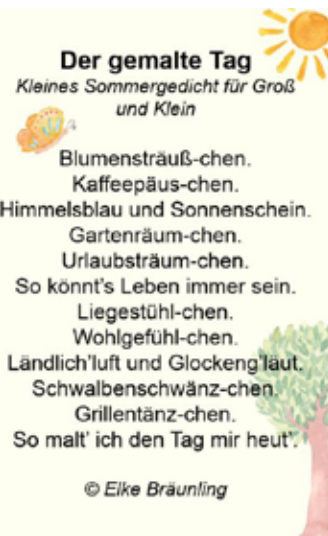 Der gemalte Tag
Kleines Sommergedicht für Groß
und Klein
Blumensträuß-chen.
Kaffeepäus-chen.
Himmelsblau und Sonnenschein.
Gartenräum-chen.
Urlaubsträum-chen.
So könnt's Leben immer sein.
Liegestühl-chen.
Wohlgefühl-chen.
Ländlich'luft und Glockeng'läut.
Schwalbenschwänz-chen.
Grillentänz-chen.
So malt' ich den Tag mir heut'.
© Elke Bräunling